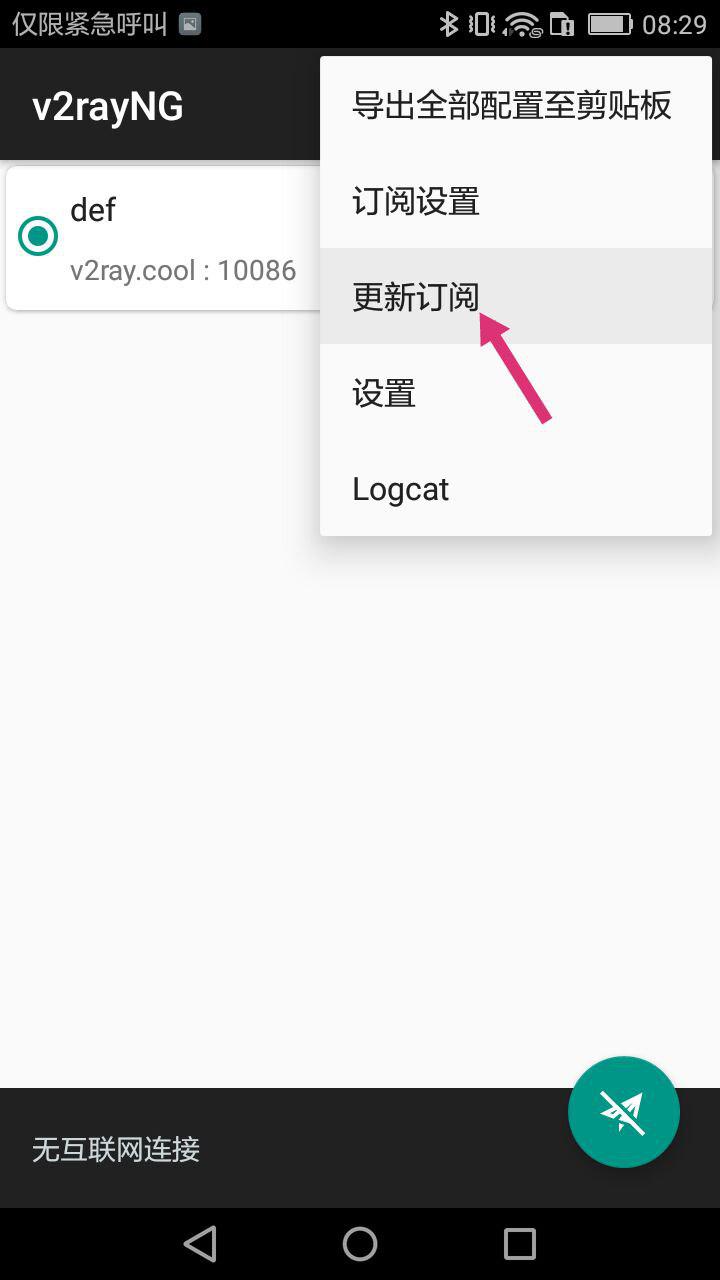 仅限紧急呼叫 08:29
v2rayNG
导出全部配置至剪贴板
def
订阅设置
v2ray.cool : 10086
更新订阅
设置
Logcat
无互联网连接